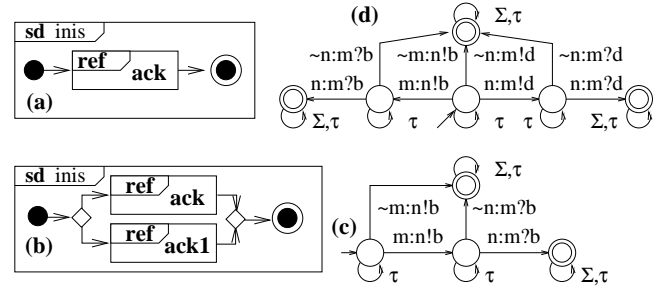 sd inis
ref
ack
(a)
sd inis
ref
ack
ref
ack1
(b)
(d)
Σ,τ
~n:m?b
~m:n!b
~n:m!d
~n:m?d
n:m?b
m:n!b
n:m!d
n:m?d
Σ,τ
τ
τ
τ
Σ,τ
(c)
Σ,τ
~m:n!b
~n:m?b
m:n!b
n:m?b
τ
τ
Σ,τ